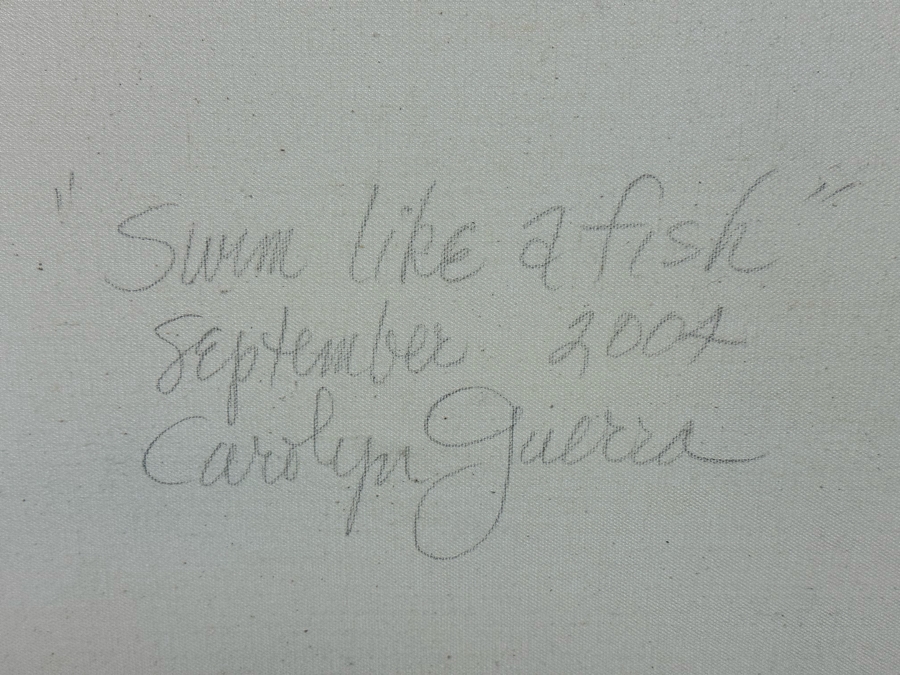 "Swim like a fish"
September 2004
Carolyn Guerra